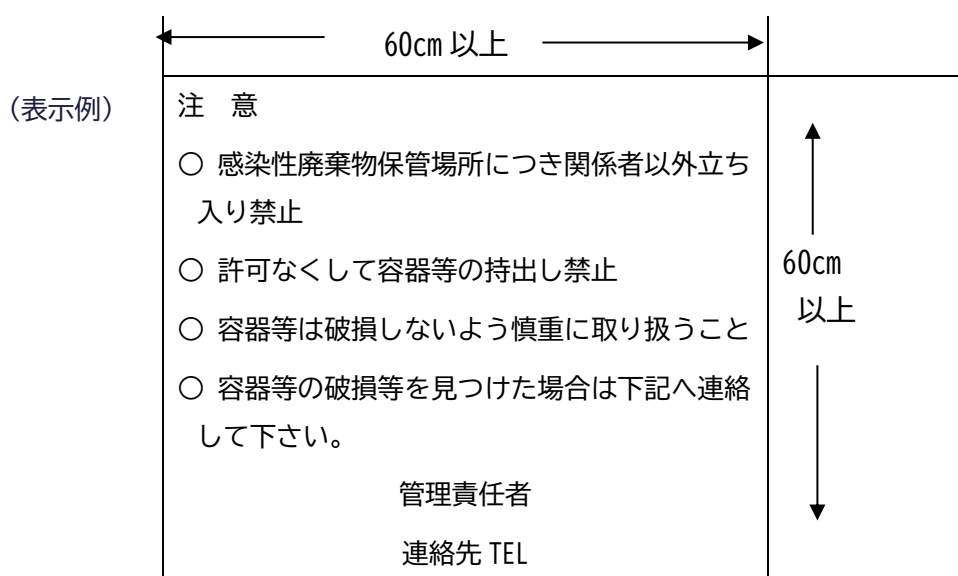 60cm 以上
(表示例)
注　意
○ 感染性廃棄物保管場所につき関係者以外立ち
入り禁止
○ 許可なくして容器等の持出し禁止
○ 容器等は破損しないよう慎重に取り扱うこと
○ 容器等の破損等を見つけた場合は下記へ連絡
して下さい。
管理責任者
連絡先 TEL
60cm
以上